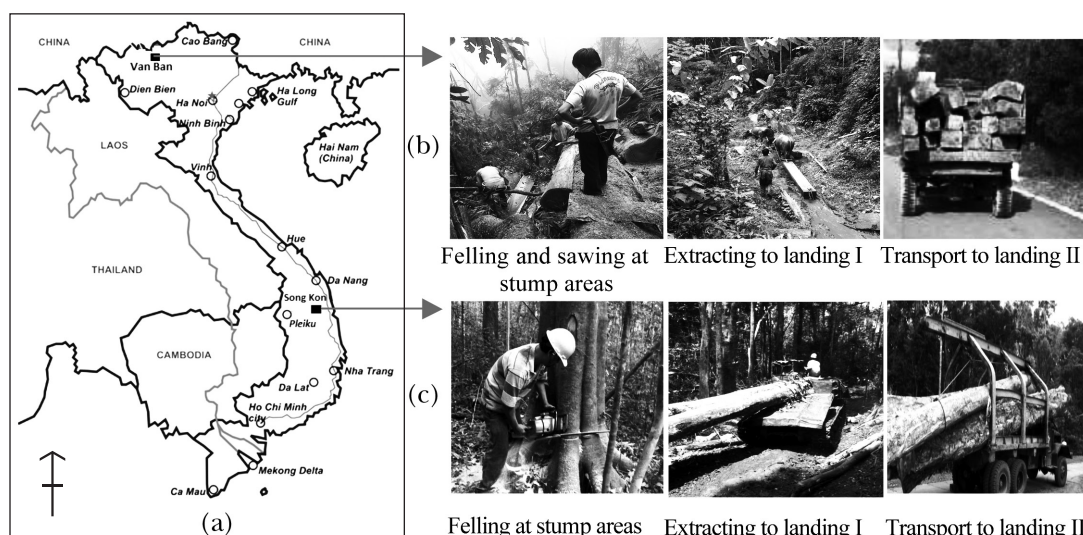 CHINA
Cao Bang
CHINA
Van Ban
Dien Bien
Ha Noi
Ha Long
Gulf
Ninh Binh
LAOS
Hai Nam
(China)
Vinh
Hue
THAILAND
Da Nang
Song Kon
Pleiku
CAMBODIA
Nha Trang
Da Lat
Ho Chi Minh
city
Mekong Delta
Ca Mau
(a)
(b)
Felling and sawing at
stump areas
Extracting to landing I
Transport to landing II
(c)
Felling at stump areas
Extracting to landing I
Transport to landing II